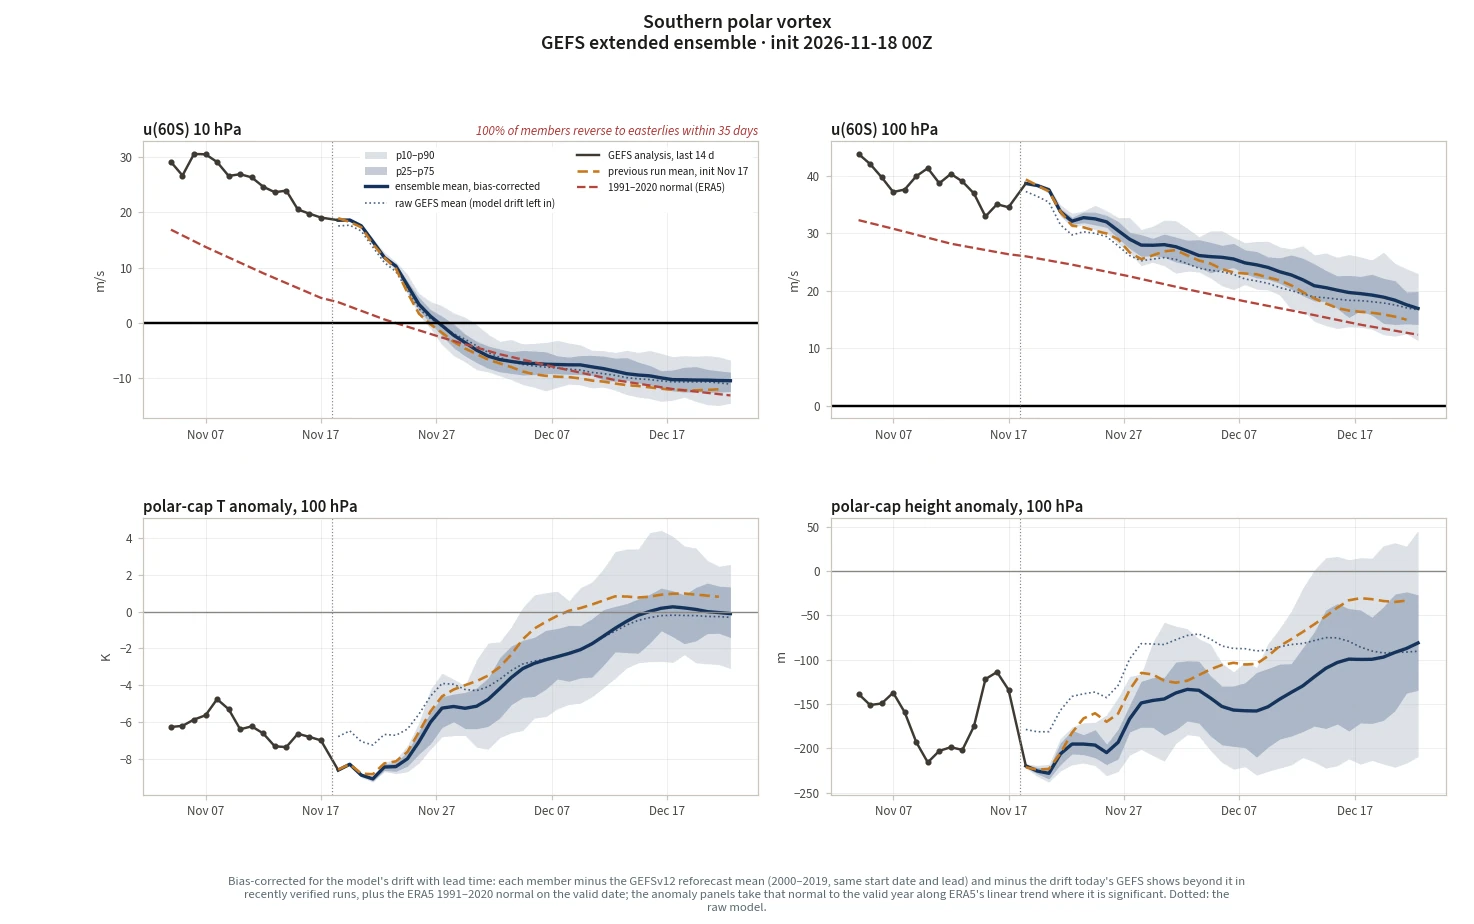 Southern polar vortex
GEFS extended ensemble · init 2026-11-18 00Z
u(60S) 10 hPa
100% of members reverse to easterlies within 35 days
p10–p90
p25–p75
ensemble mean, bias-corrected
raw GEFS mean (model drift left in)
GEFS analysis, last 14 d
previous run mean, init Nov 17
1991–2020 normal (ERA5)
m/s
30
20
10
0
−10
Nov 07
Nov 17
Nov 27
Dec 07
Dec 17
u(60S) 100 hPa
m/s
40
30
20
10
0
Nov 07
Nov 17
Nov 27
Dec 07
Dec 17
polar-cap T anomaly, 100 hPa
K
4
2
0
−2
−4
−6
−8
Nov 07
Nov 17
Nov 27
Dec 07
Dec 17
polar-cap height anomaly, 100 hPa
m
50
0
−50
−100
−150
−200
−250
Nov 07
Nov 17
Nov 27
Dec 07
Dec 17
Bias-corrected for the model's drift with lead time: each member minus the GEFSv12 reforecast mean (2000–2019, same start date and lead) and minus the drift today's GEFS shows beyond it in
recently verified runs, plus the ERA5 1991–2020 normal on the valid date; the anomaly panels take that normal to the valid year along ERA5's linear trend where it is significant. Dotted: the
raw model.